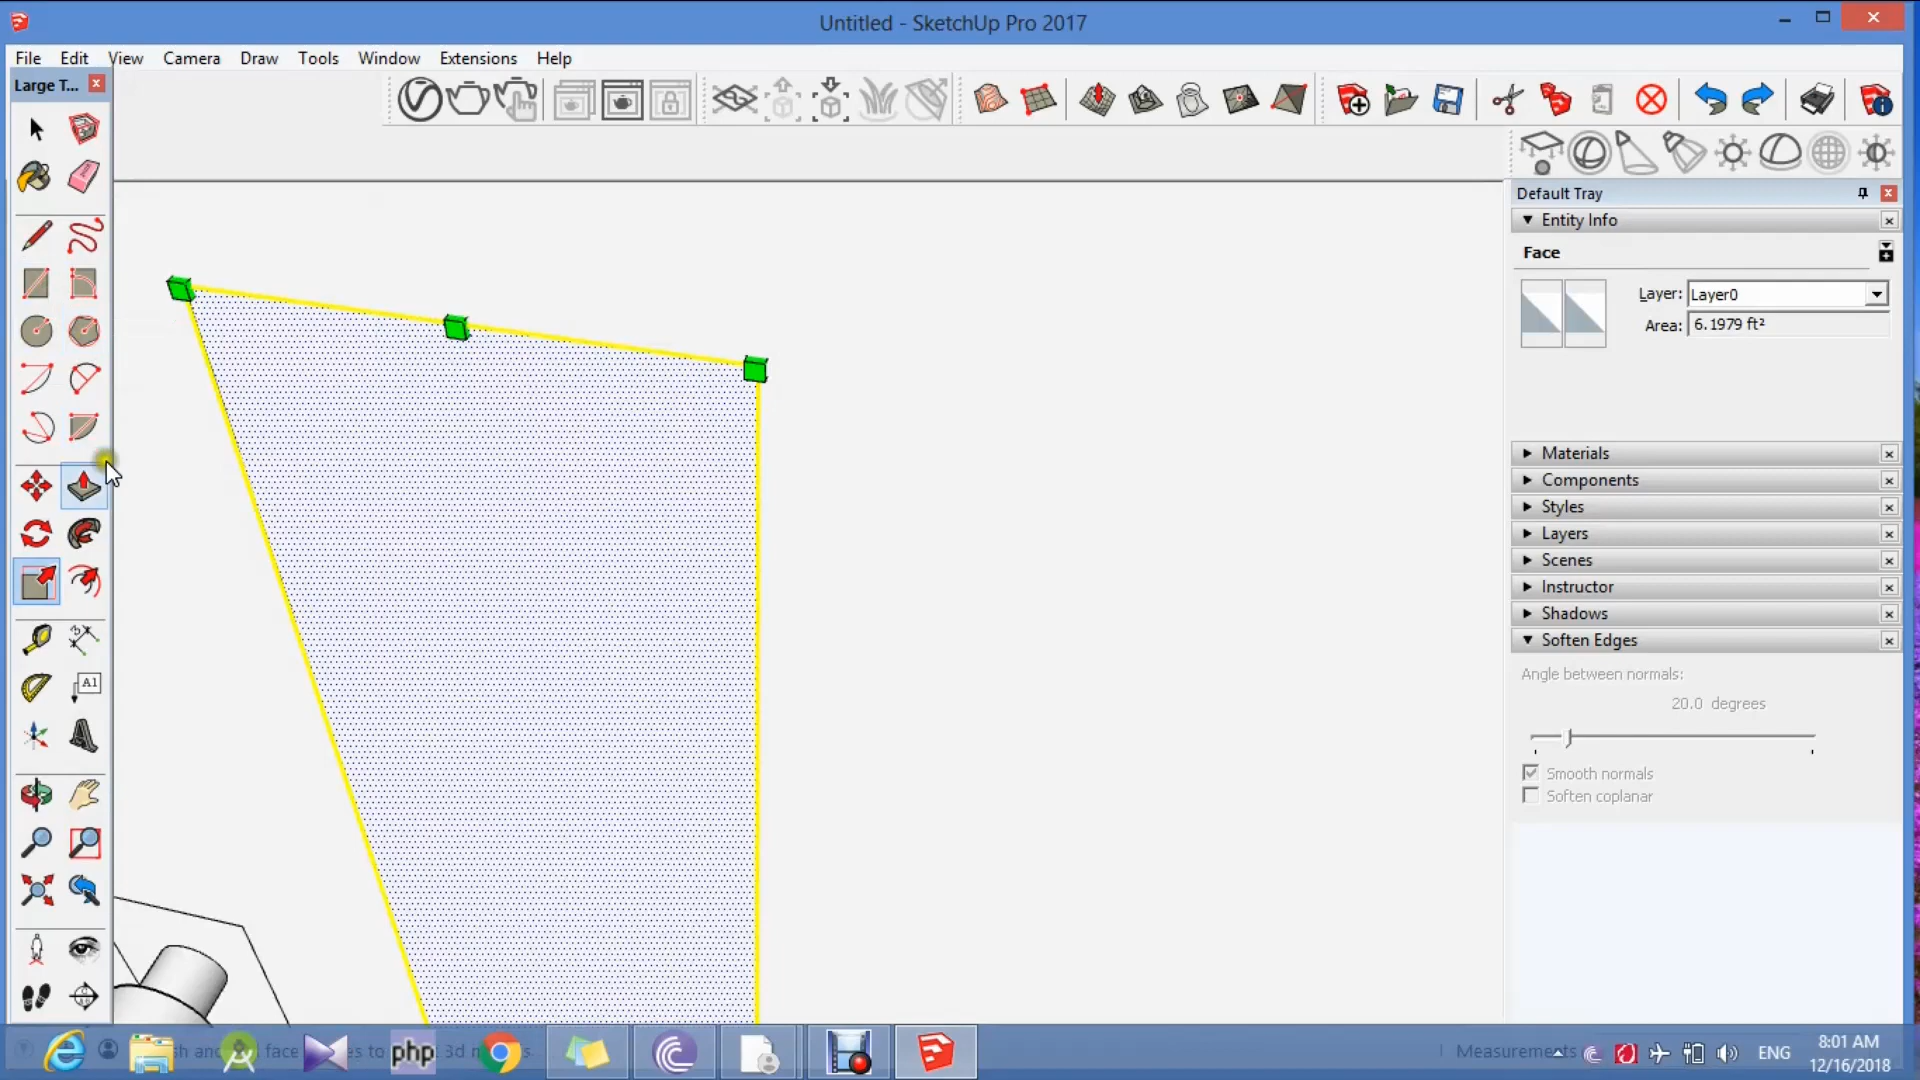 Untitled - SketchUp Pro 2017
File Edit View Camera Draw Tools Window Extensions Help
Large T...
Default Tray
Entity Info
Face
Layer: Layer0
Area: 6.1979 ft²
Materials
Components
Styles
Layers
Scenes
Instructor
Shadows
Soften Edges
Angle between normals:
20.0 degrees
Smooth normals
Soften coplanar
A1
php
Measurements
ENG
8:01 AM
12/16/2018